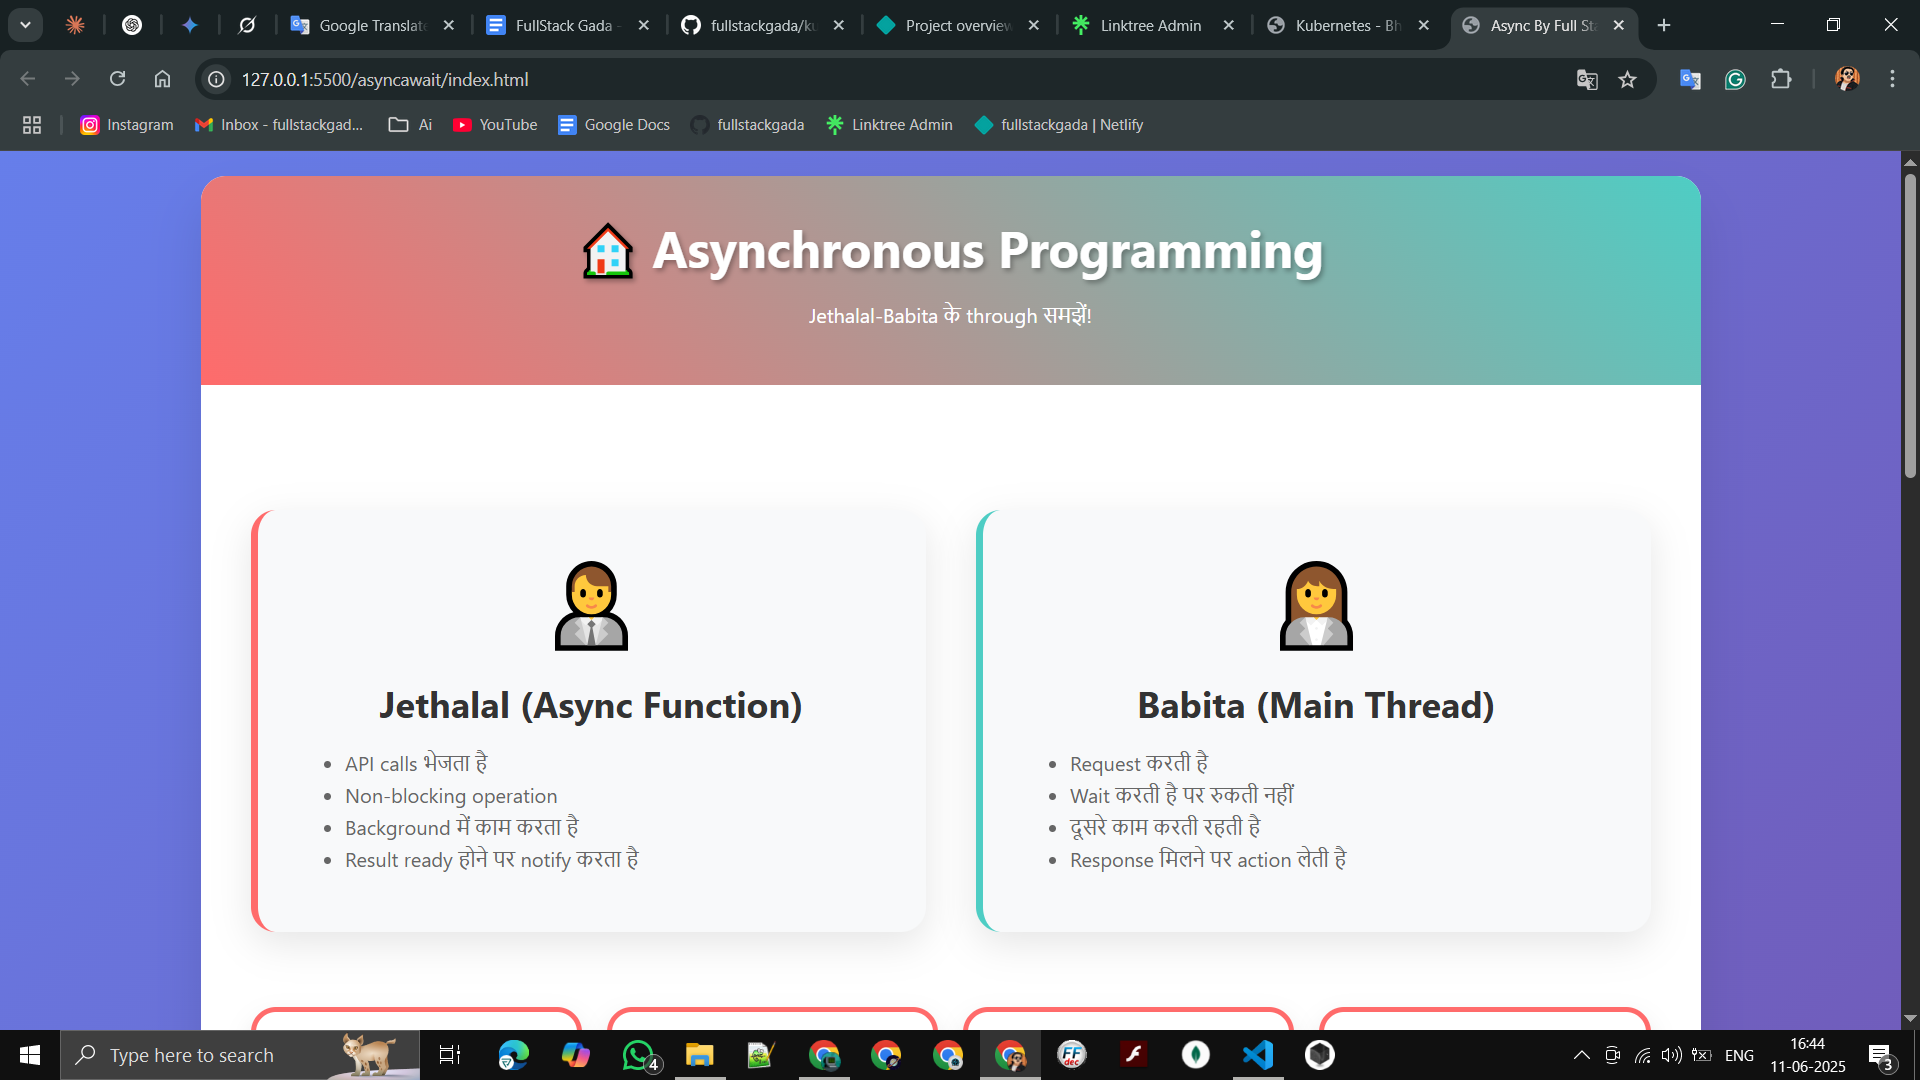 Google Translate
FullStack Gada -
fullstackgada/ku
Project overview
Linktree Admin
Kubernetes - Bh
Async By Full Sta
127.0.0.1:5500/asyncawait/index.html
Instagram
Inbox - fullstackgad...
Ai
YouTube
Google Docs
fullstackgada
Linktree Admin
fullstackgada | Netlify
🏠 Asynchronous Programming
Jethalal-Babita के through समझें!
Jethalal (Async Function)
API calls भेजता है
Non-blocking operation
Background में काम करता है
Result ready होने पर notify करता है
Babita (Main Thread)
Request करती है
Wait करती है पर रुकती नहीं
दूसरे काम करती रहती है
Response मिलने पर action लेती है
Type here to search
4
FF
dec
ENG
16:44
11-06-2025
3